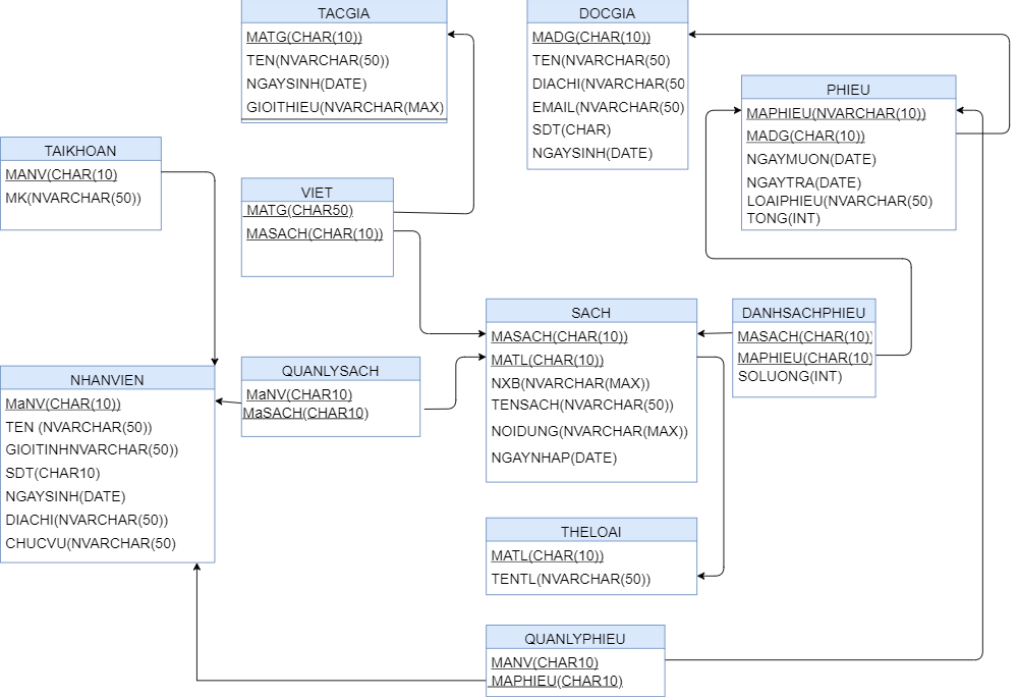 TACGIA
MATG(CHAR(10))
TEN(NVARCHAR(50))
NGAYSINH(DATE)
GIOITHIEU(NVARCHAR(MAX)
DOCGIA
MADG(CHAR(10))
TEN(NVARCHAR(50)
DIACHI(NVARCHAR(50
EMAIL(NVARCHAR(50)
SDT(CHAR)
NGAYSINH(DATE)
PHIEU
MAPHIEU(NVARCHAR(10))
MADG(CHAR(10))
NGAYMUON(DATE)
NGAYTRA(DATE)
LOAIPHIEU(NVARCHAR(50)
TONG(INT)
TAIKHOAN
MANV(CHAR(10)
MK(NVARCHAR(50))
VIET
MATG(CHAR50)
MASACH(CHAR(10))
SACH
MASACH(CHAR(10))
MATL(CHAR(10))
NXB(NVARCHAR(MAX))
TENSACH(NVARCHAR(50))
NOIDUNG(NVARCHAR(MAX))
NGAYNHAP(DATE)
DANHSACHPHIEU
MASACH(CHAR(10))
MAPHIEU(CHAR(10)
SOLUONG(INT)
NHANVIEN
MaNV(CHAR(10))
TEN (NVARCHAR(50))
GIOITINHNVARCHAR(50))
SDT(CHAR10)
NGAYSINH(DATE)
DIACHI(NVARCHAR(50))
CHUCVU(NVARCHAR(50)
QUANLYSACH
MaNV(CHAR10)
MaSACH(CHAR10)
THELOAI
MATL(CHAR(10))
TENTL(NVARCHAR(50))
QUANLYPHIEU
MANV(CHAR10)
MAPHIEU(CHAR10)